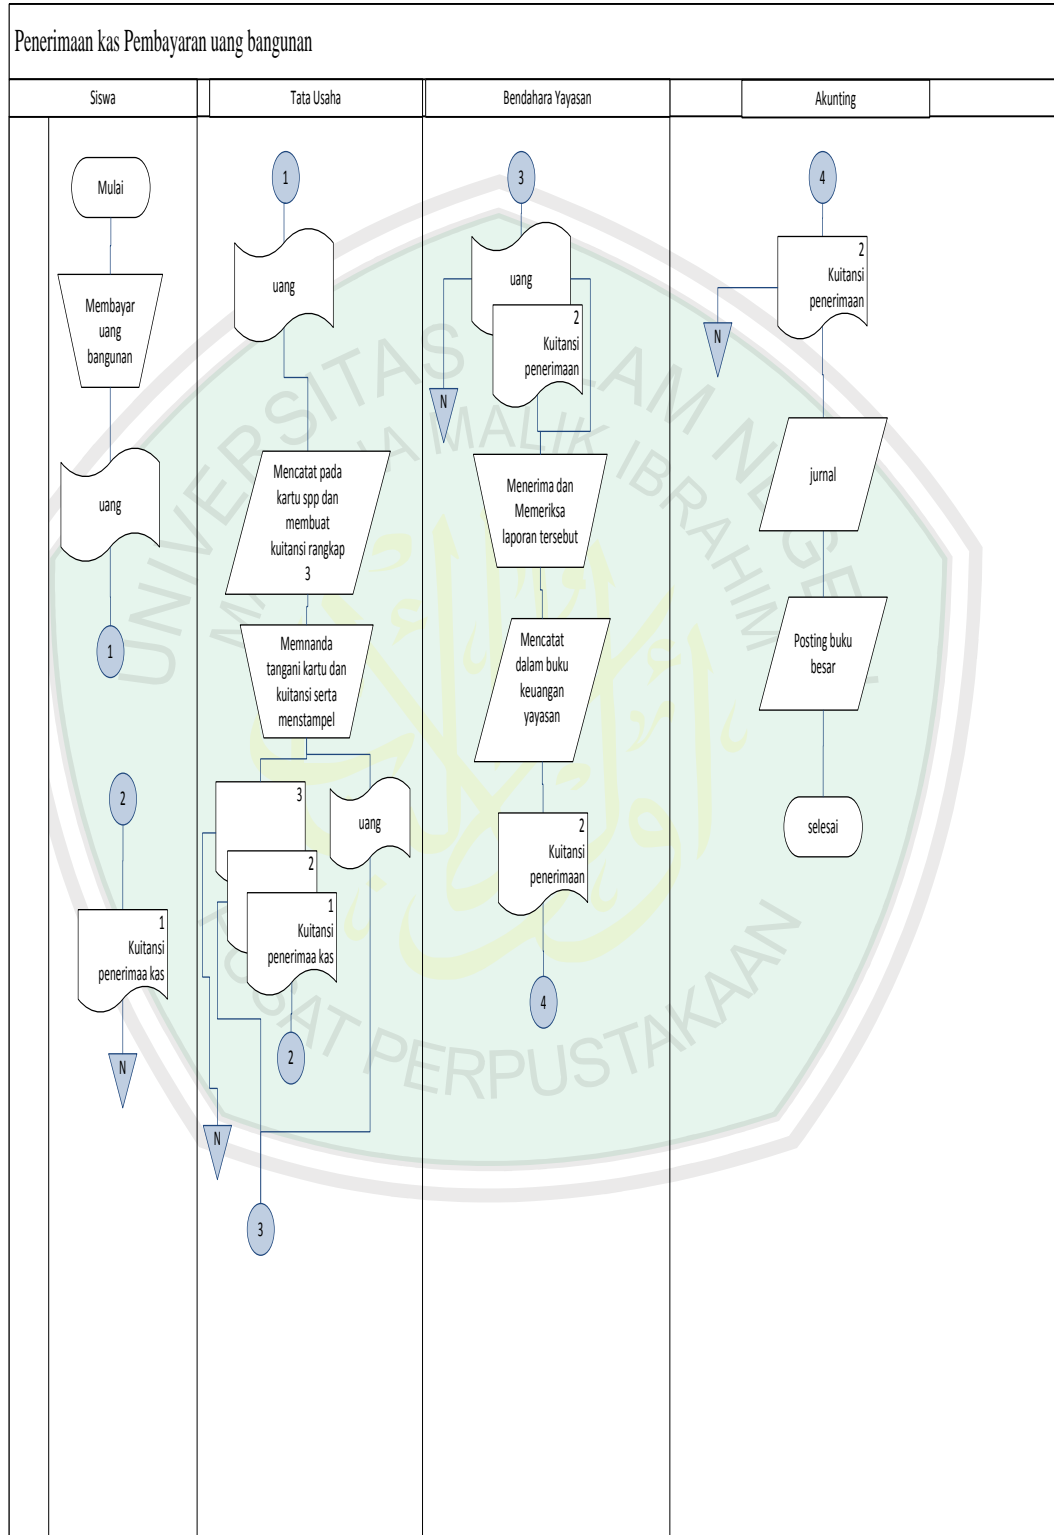 Penerimaan kas Pembayaran uang bangunan
Siswa
Tata Usaha
Bendahara Yayasan
Akunting
Mulai
Membayar
uang
bangunan
uang
1
2
1
Kuitansi
penerimaa kas
N
1
uang
Mencatat pada
kartu spp dan
membuat
kuitansi rangkap
3
Memnanda
tangani kartu dan
kuitansi serta
menstampel
3
2
1
Kuitansi
penerimaa kas
uang
2
N
3
3
uang
2
Kuitansi
penerimaan
N
Menerima dan
Memeriksa
laporan tersebut
Mencatat
dalam buku
keuangan
yayasan
2
Kuitansi
penerimaan
4
4
2
Kuitansi
penerimaan
N
jurnal
Posting buku
besar
selesai
UNIVERSITAS ISLAM NEGERI
MAULANA MALIK IBRAHIM
PUSAT PERPUSTAKAAN